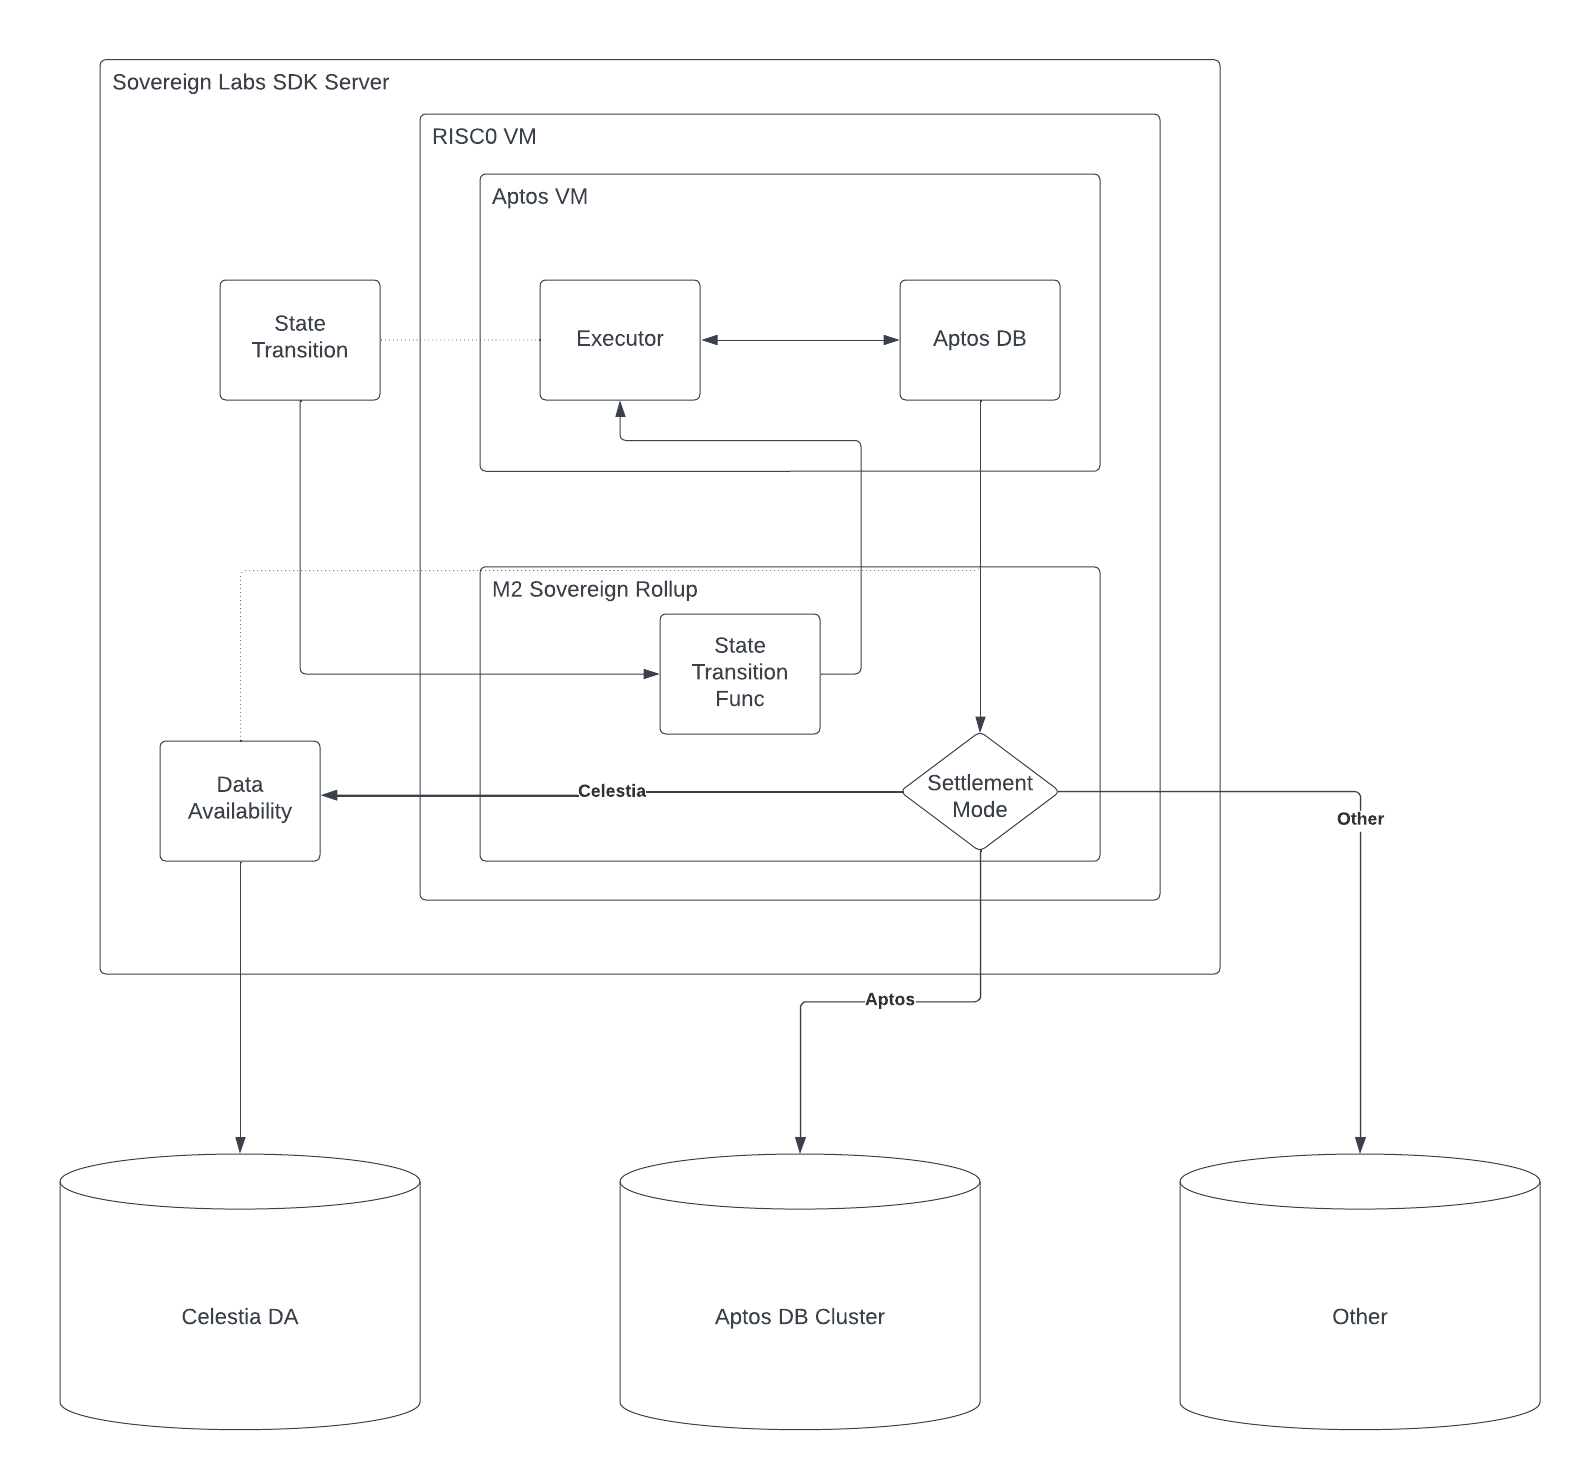 Sovereign Labs SDK Server
RISC0 VM
Aptos VM
State
Transition
Executor
Aptos DB
M2 Sovereign Rollup
State
Transition
Func
Data
Availability
Celestia
Settlement
Mode
Other
Aptos
Celestia DA
Aptos DB Cluster
Other